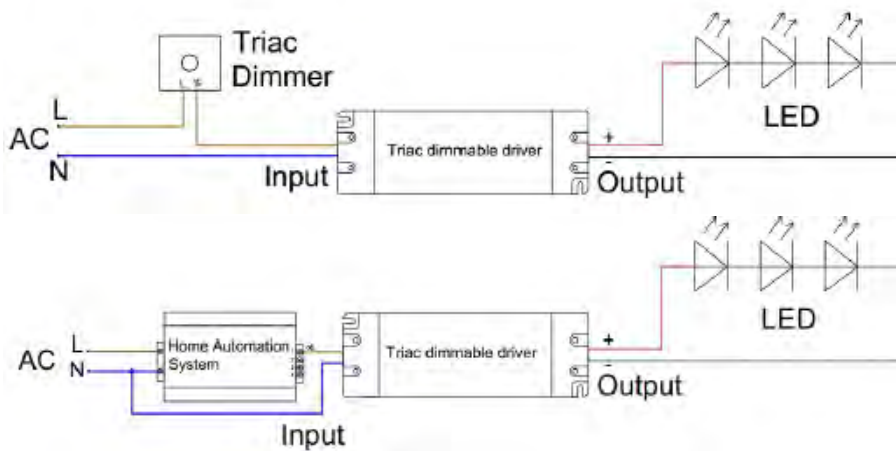 Triac
Dimmer
L
AC
N
Input
Triac dimmable driver
+
-
Output
LED
L
AC
N
Home Automation
System
Input
Triac dimmable driver
+
-
Output
LED